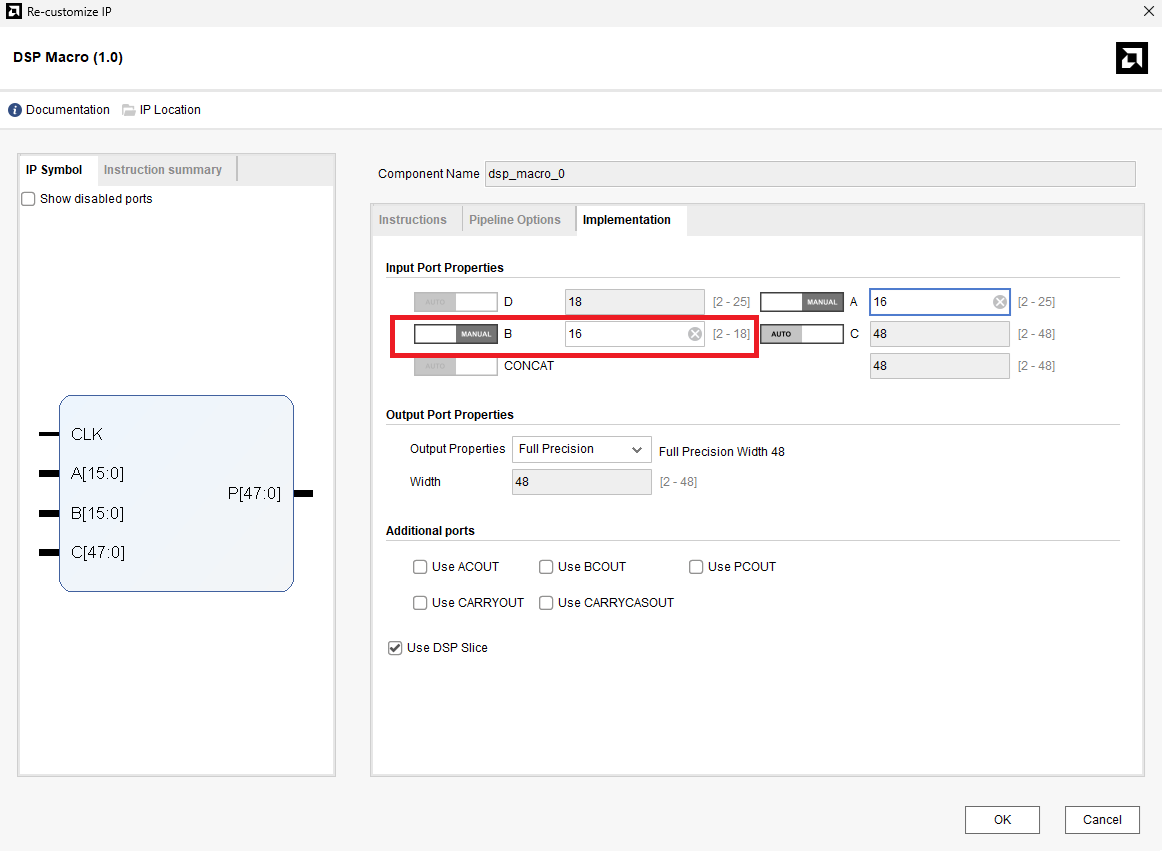 Re-customize IP
DSP Macro (1.0)
Documentation IP Location
IP Symbol Instruction summary
Show disabled ports
CLK
A[15:0]
B[15:0]
C[47:0]
P[47:0]
Component Name dsp_macro_0
Instructions Pipeline Options Implementation
Input Port Properties
AUTO D 18 [2 - 25] MANUAL A 16 [2 - 25]
MANUAL B 16 [2 - 18] AUTO C 48 [2 - 48]
AUTO CONCAT 48 [2 - 48]
Output Port Properties
Output Properties Full Precision Full Precision Width 48
Width 48 [2 - 48]
Additional ports
Use ACOUT Use BCOUT Use PCOUT
Use CARRYOUT Use CARRYCASOUT
Use DSP Slice
OK Cancel